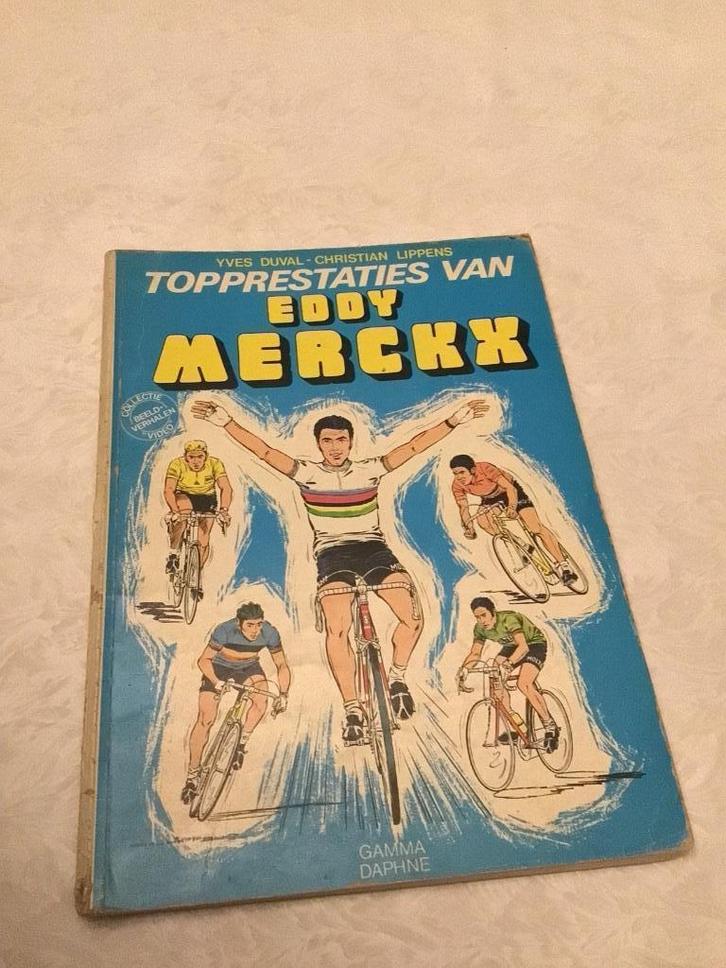 YVES DUVAL - CHRISTIAN LIPPENS
TOPPRESTATIES VAN
EDDY
MERCKX
COLLECTIE
BEELD-
VERHALEN
VIDEO
GAMMA
DAPHNE